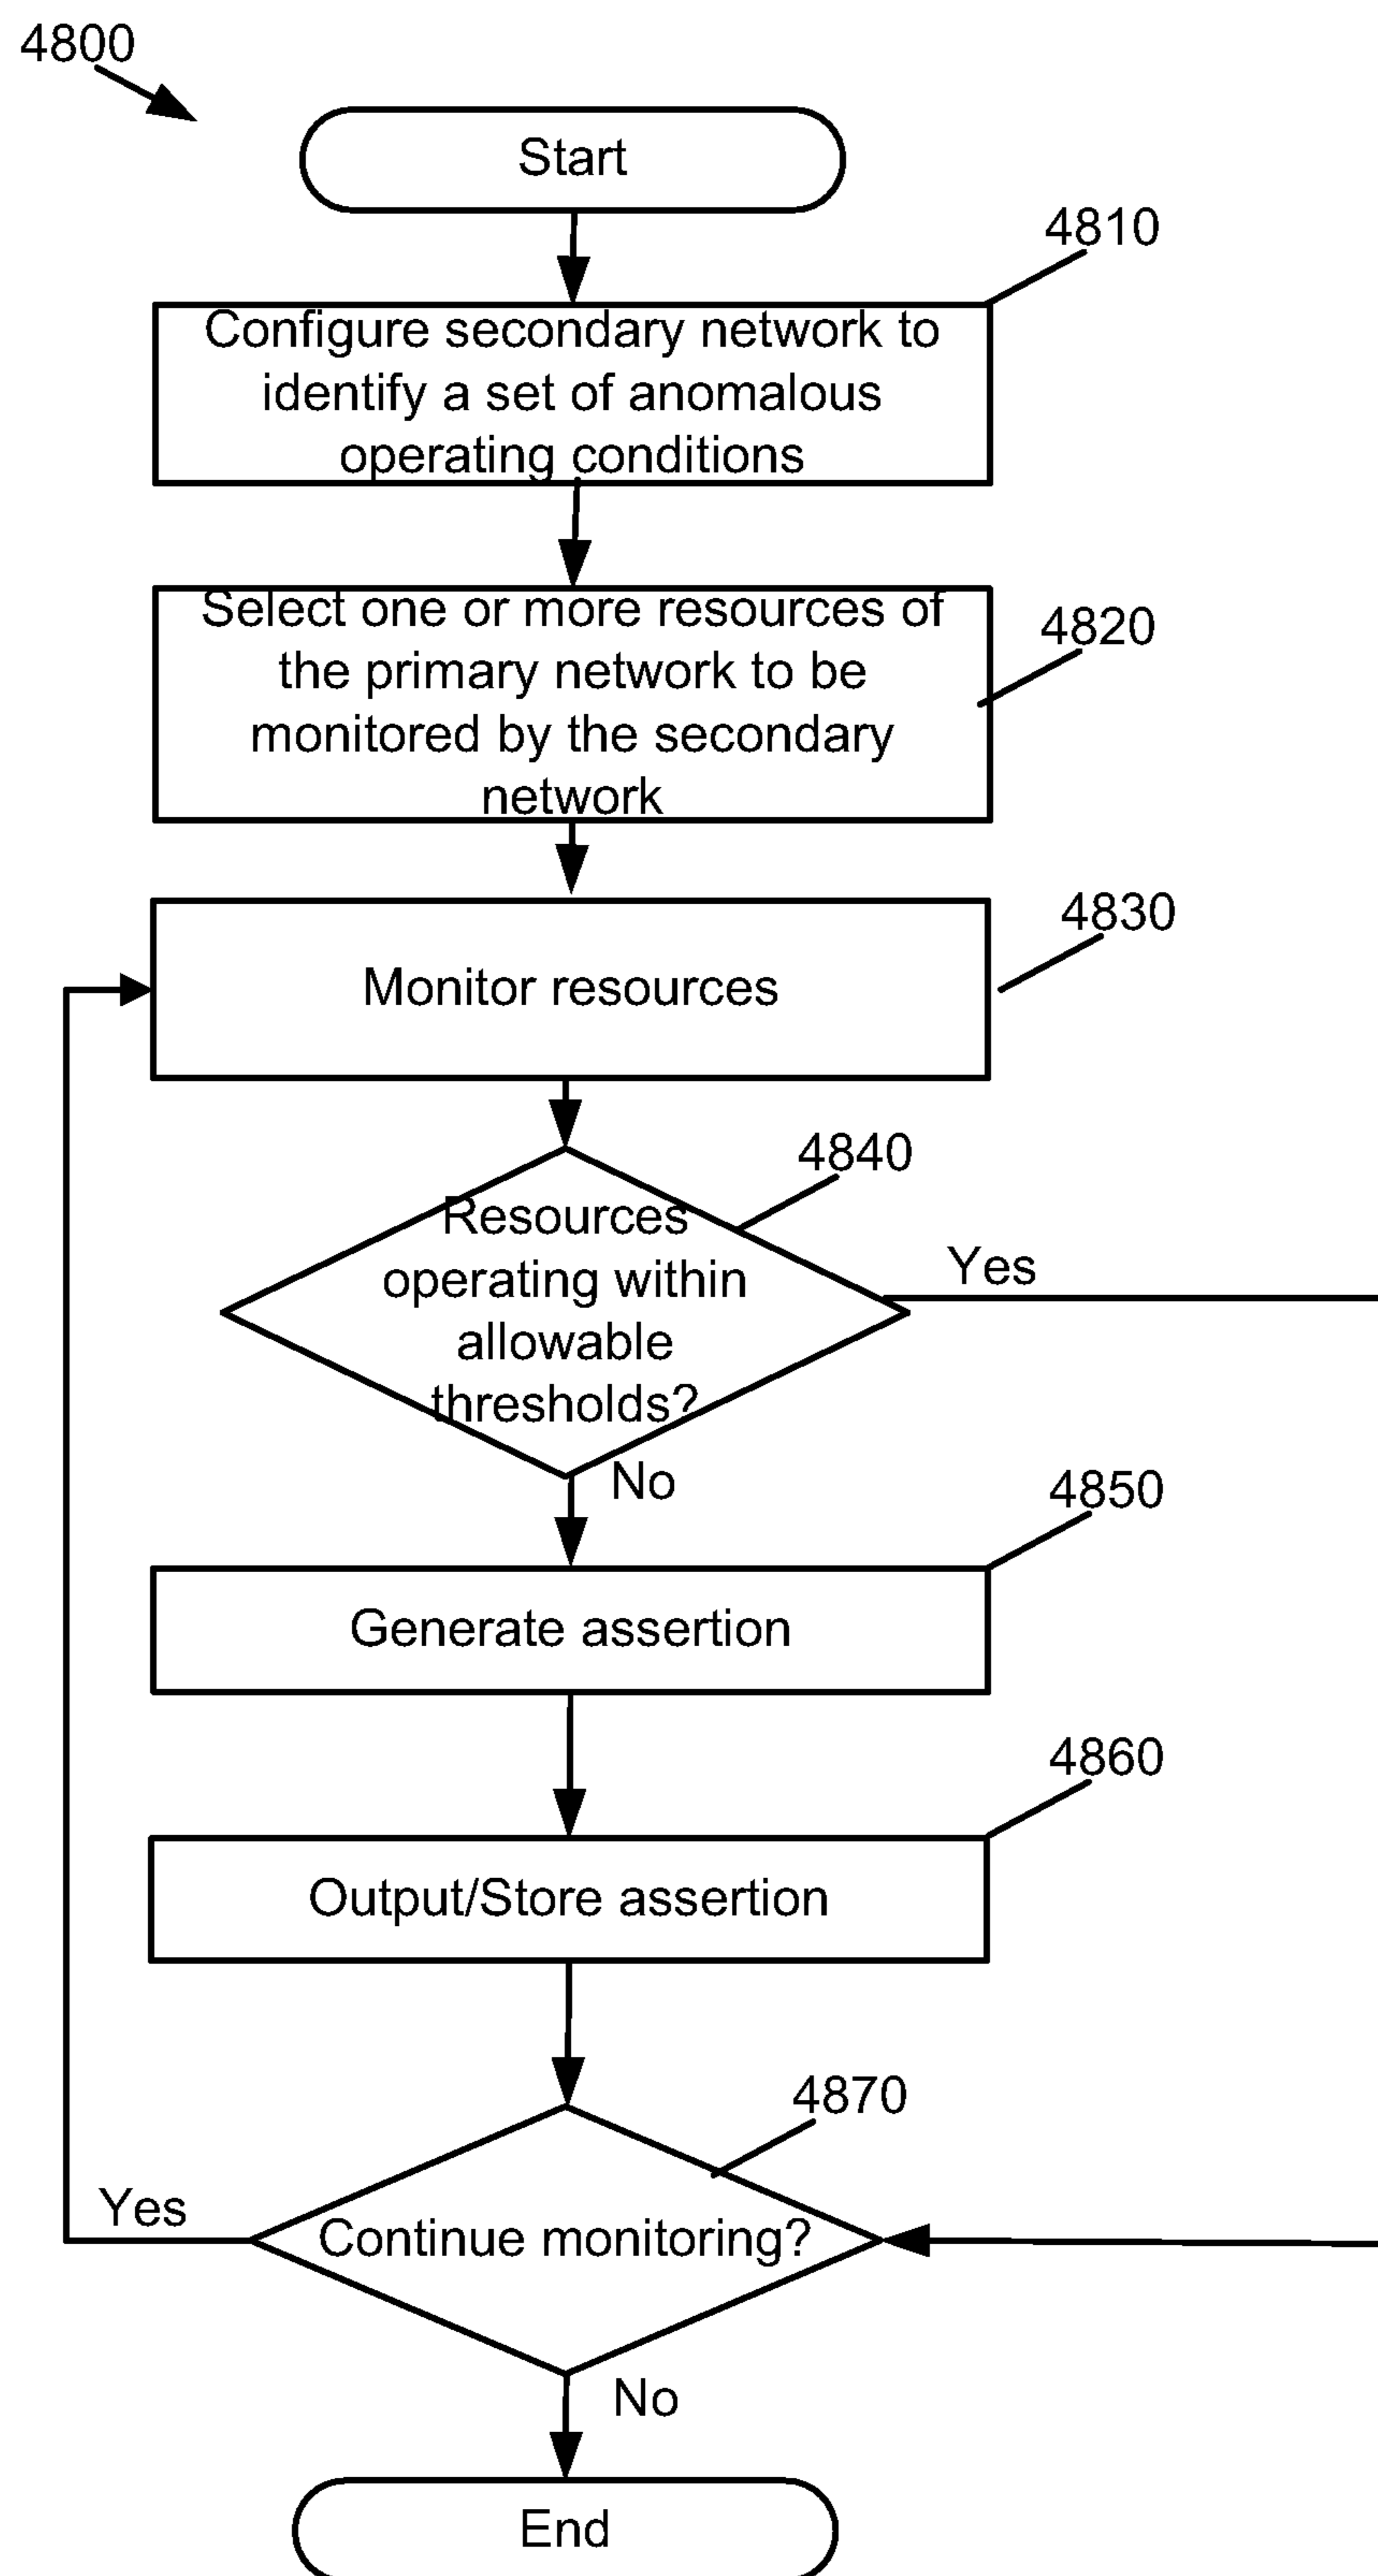 4800
Start
4810
Configure secondary network to
identify a set of anomalous
operating conditions
Select one or more resources of
4820
the primary network to be
monitored by the secondary
network
4830
Monitor resources
4840
Resources
operating within
allowable
thresholds?
Yes
No
4850
Generate assertion
4860
Output/Store assertion
4870
Yes
Continue monitoring?
No
End